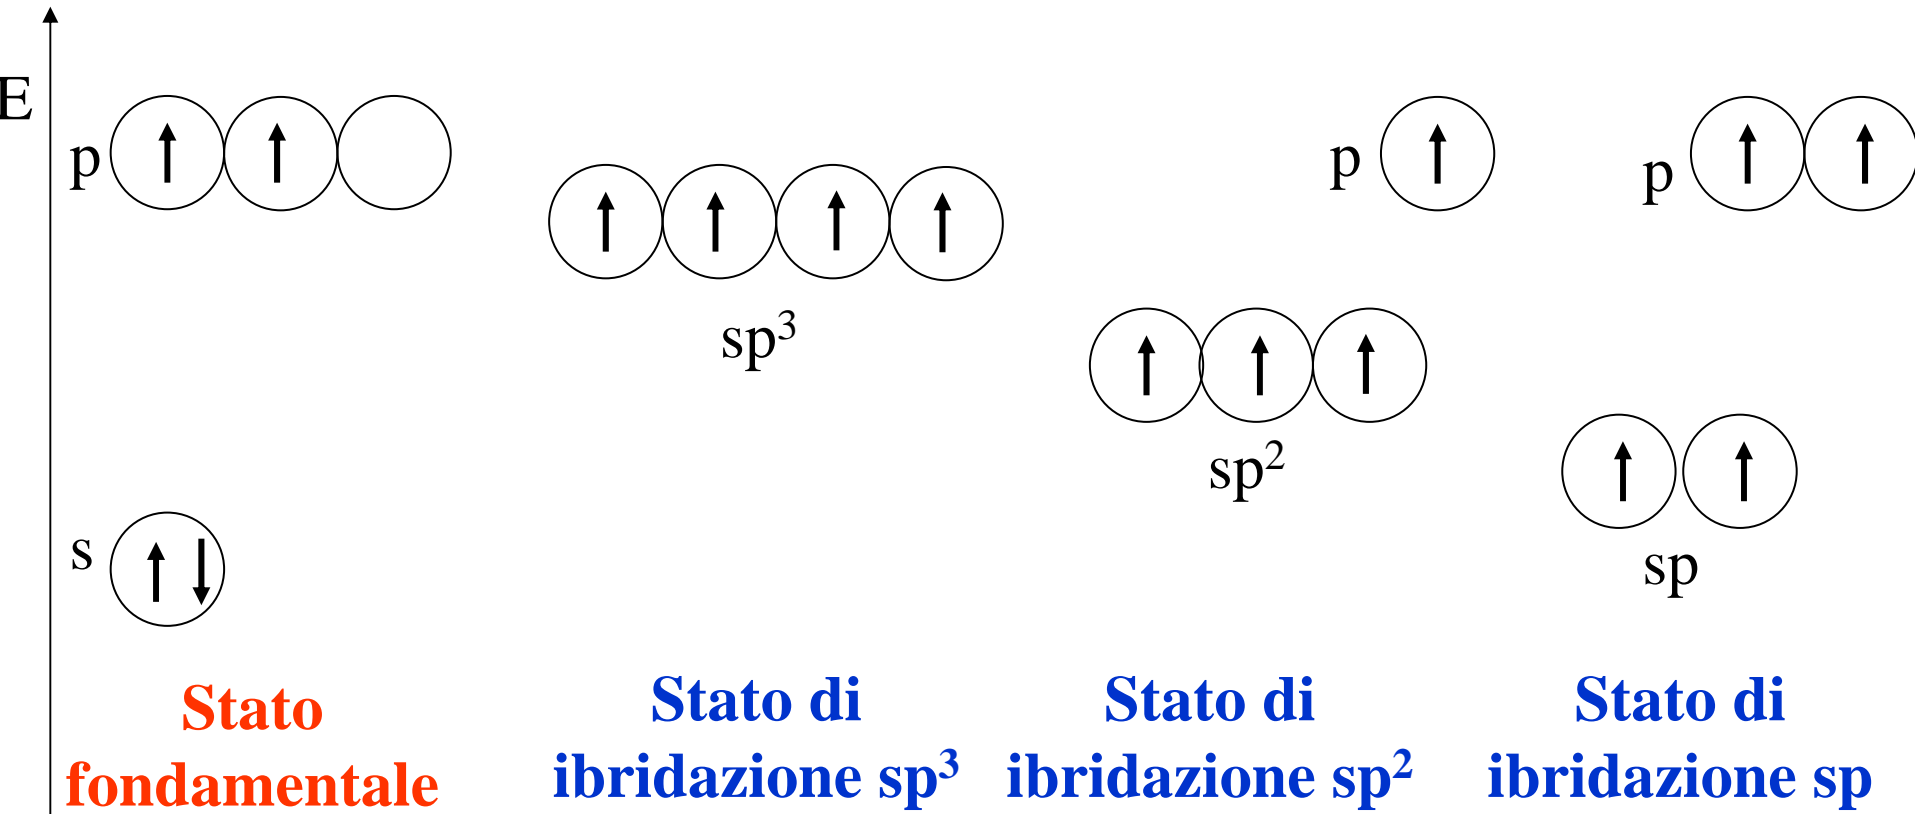 E
p
s
Stato
fondamentale
sp³
Stato di
ibridazione sp³
p
sp²
Stato di
ibridazione sp²
p
sp
Stato di
ibridazione sp